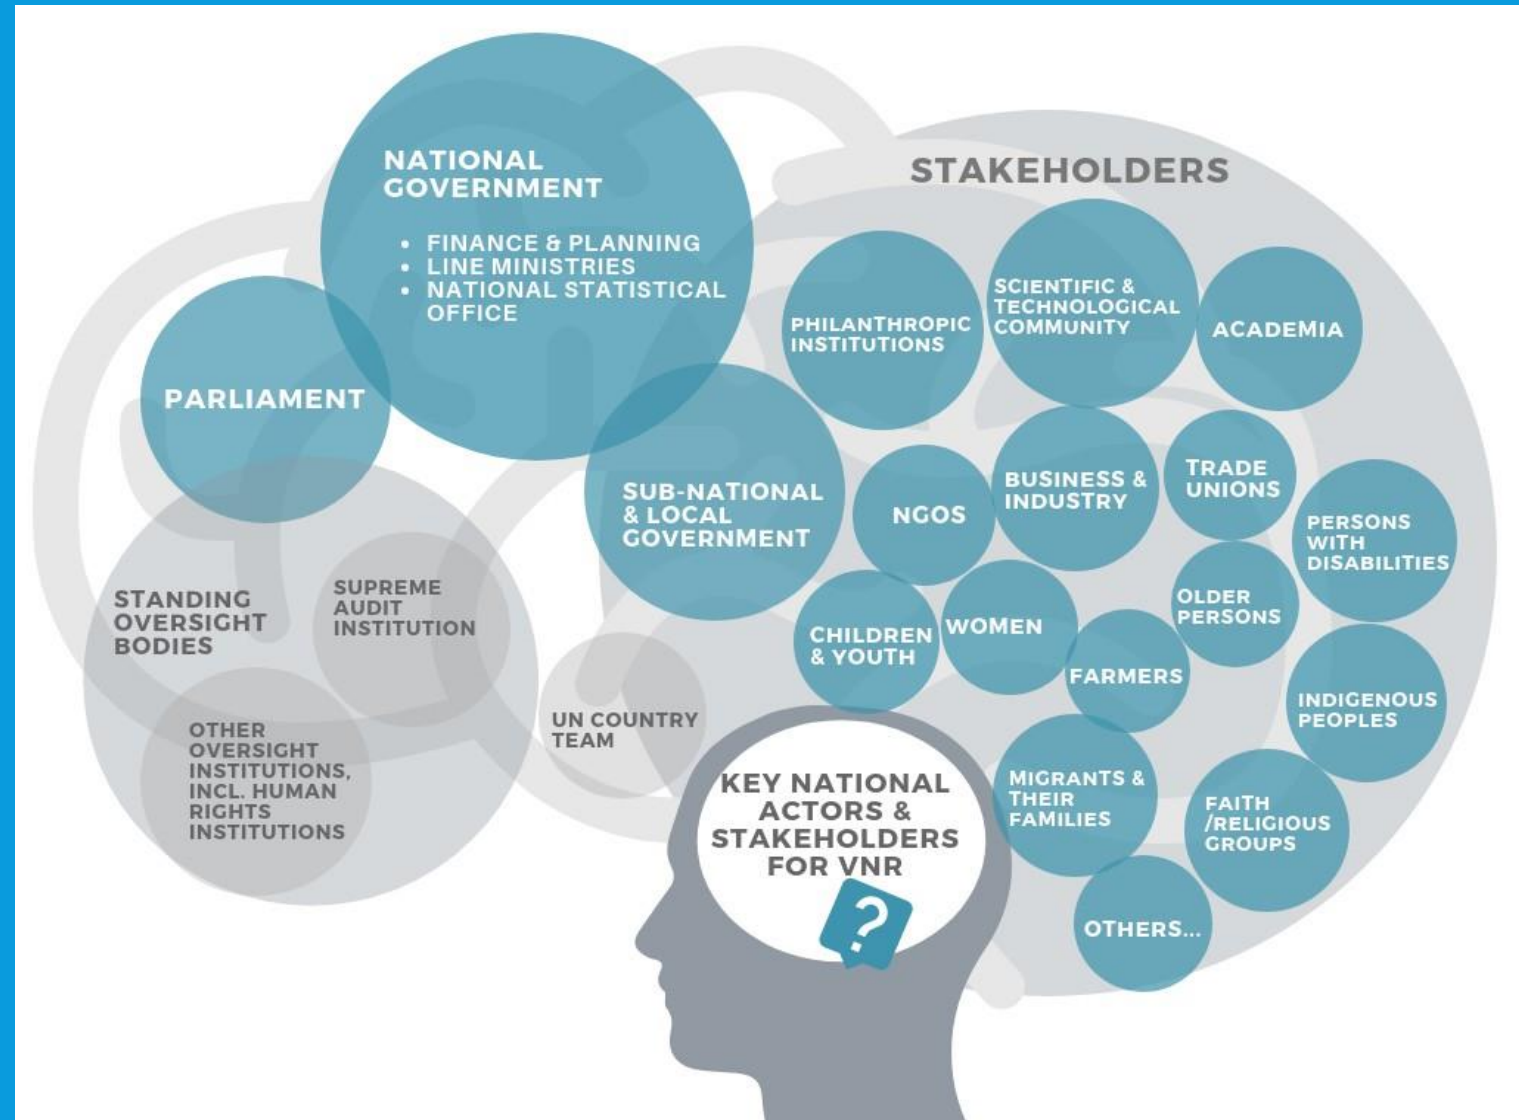 NATIONAL
GOVERNMENT
• FINANCE & PLANNING
• LINE MINISTRIES
• NATIONAL STATISTICAL
OFFICE
PARLIAMENT
SUB-NATIONAL
& LOCAL
GOVERNMENT
STANDING
OVERSIGHT
BODIES
SUPREME
AUDIT
INSTITUTION
OTHER
OVERSIGHT
INSTITUTIONS,
INCL. HUMAN
RIGHTS
INSTITUTIONS
UN COUNTRY
TEAM
STAKEHOLDERS
PHILANTHROPIC
INSTITUTIONS
SCIENTIFIC &
TECHNOLOGICAL
COMMUNITY
ACADEMIA
NGOS
BUSINESS &
INDUSTRY
TRADE
UNIONS
PERSONS
WITH
DISABILITIES
CHILDREN
& YOUTH
WOMEN
FARMERS
OLDER
PERSONS
INDIGENOUS
PEOPLES
MIGRANTS &
THEIR
FAMILIES
FAITH
/RELIGIOUS
GROUPS
OTHERS...
KEY NATIONAL
ACTORS &
STAKEHOLDERS
FOR VNR
?